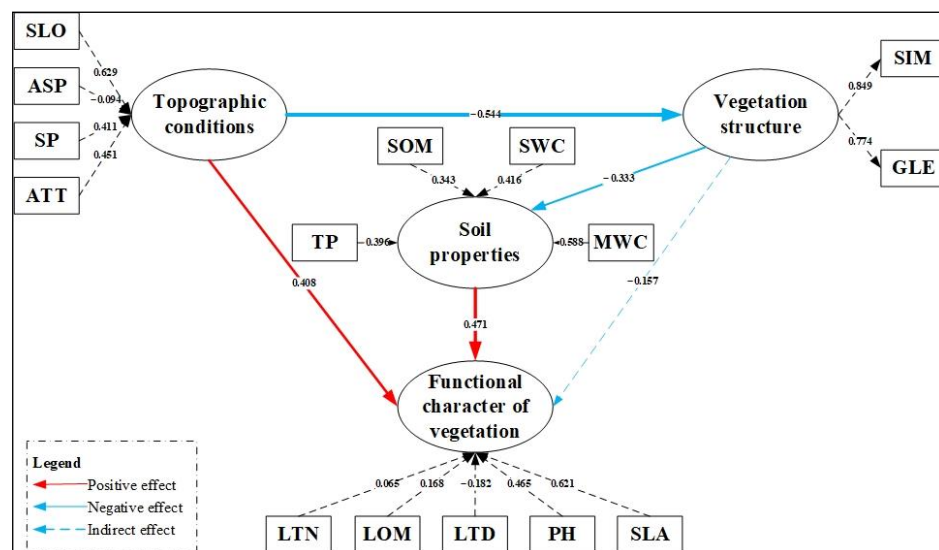 SLO
ASP
SP
ATT
0.629
−0.094
0.411
0.451
Topographic
conditions
−0.544
Vegetation
structure
0.849
0.774
SIM
GLE
SOM
SWC
0.343
0.416
−0.333
TP
−0.396
Soil
properties
0.588
MWC
0.408
0.471
−0.157
Functional
character of
vegetation
0.065
0.168
−0.182
0.465
0.621
LTN
LOM
LTD
PH
SLA
Legend
Positive effect
Negative effect
Indirect effect